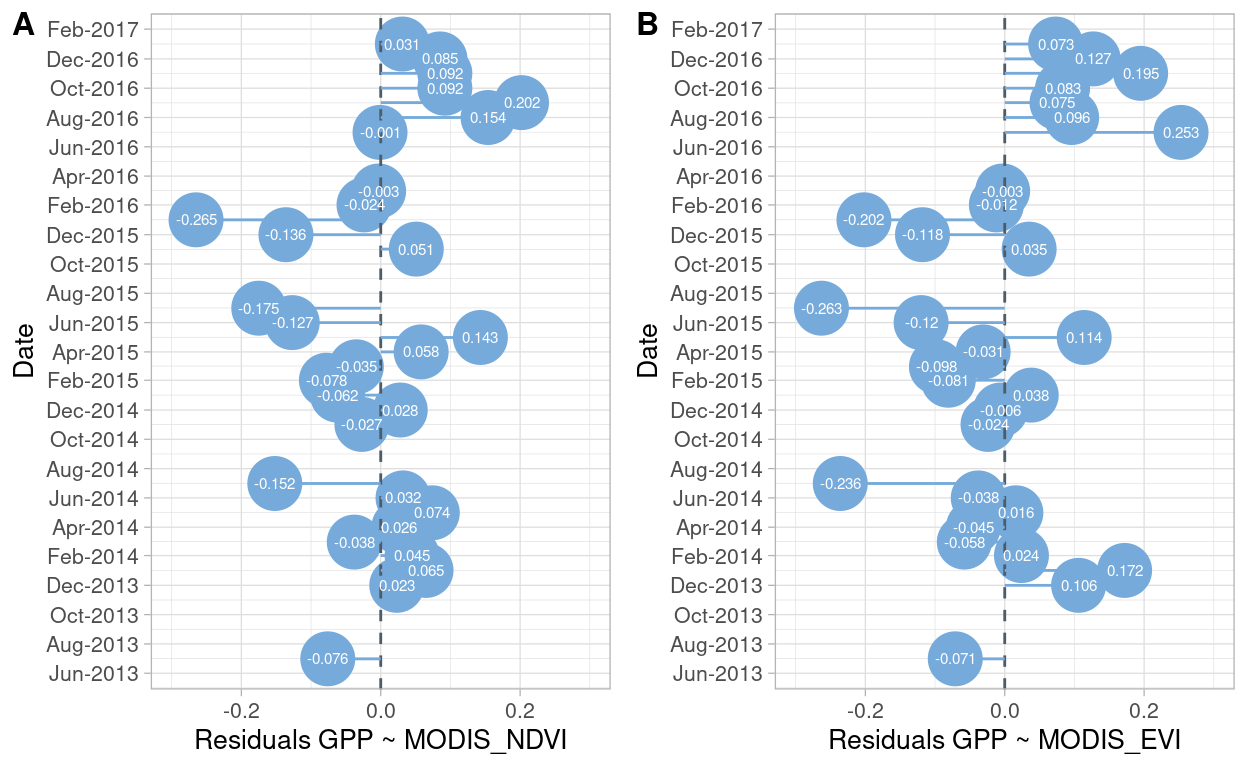 A
Date
Feb-2017
Dec-2016
Oct-2016
Aug-2016
Jun-2016
Apr-2016
Feb-2016
Dec-2015
Oct-2015
Aug-2015
Jun-2015
Apr-2015
Feb-2015
Dec-2014
Oct-2014
Aug-2014
Jun-2014
Apr-2014
Feb-2014
Dec-2013
Oct-2013
Aug-2013
Jun-2013
0.031
0.085
0.092
0.092
0.202
0.154
-0.001
-0.003
-0.024
-0.265
-0.136
0.051
-0.175
-0.127
0.143
0.058
-0.035
-0.078
-0.062
0.028
-0.027
-0.152
0.032
0.074
0.026
-0.038
0.045
0.065
0.023
-0.076
-0.2
0.0
0.2
Residuals GPP ~ MODIS_NDVI
B
Date
Feb-2017
Dec-2016
Oct-2016
Aug-2016
Jun-2016
Apr-2016
Feb-2016
Dec-2015
Oct-2015
Aug-2015
Jun-2015
Apr-2015
Feb-2015
Dec-2014
Oct-2014
Aug-2014
Jun-2014
Apr-2014
Feb-2014
Dec-2013
Oct-2013
Aug-2013
Jun-2013
0.073
0.127
0.195
0.083
0.075
0.096
0.253
-0.003
-0.012
-0.202
-0.118
0.035
-0.263
-0.12
0.114
-0.031
-0.098
-0.081
0.038
-0.006
-0.024
-0.236
-0.038
0.016
-0.045
-0.058
0.024
0.172
0.106
-0.071
-0.2
0.0
0.2
Residuals GPP ~ MODIS_EVI